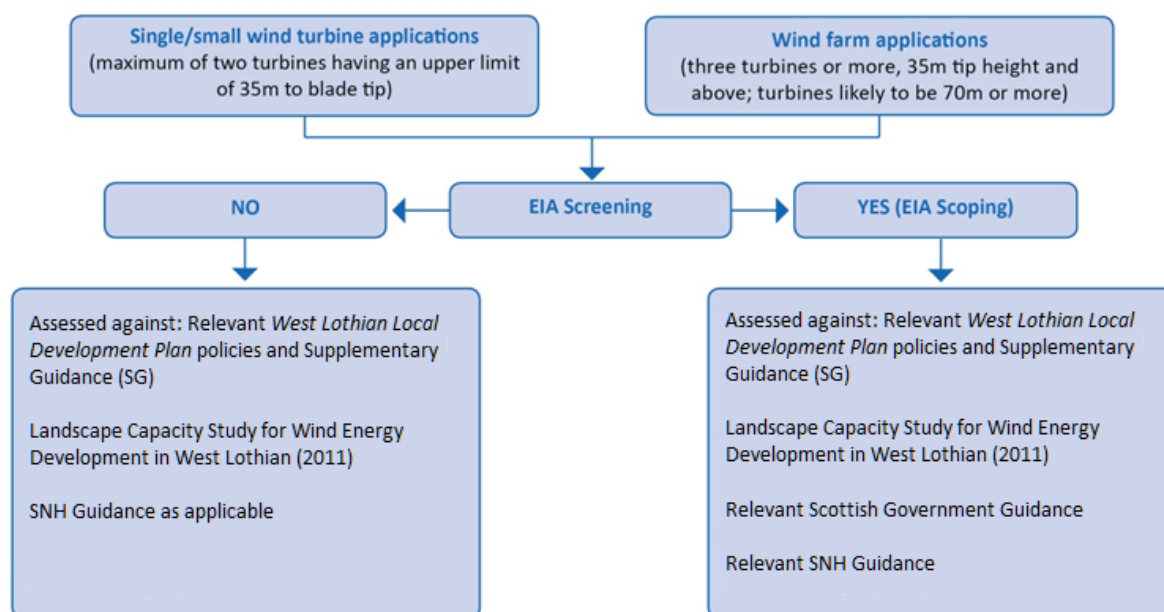 Single/small wind turbine applications
(maximum of two turbines having an upper limit
of 35m to blade tip)
Wind farm applications
(three turbines or more, 35m tip height and
above; turbines likely to be 70m or more)
NO
EIA Screening
YES (EIA Scoping)
Assessed against: Relevant West Lothian Local
Development Plan policies and Supplementary
Guidance (SG)
Landscape Capacity Study for Wind Energy
Development in West Lothian (2011)
SNH Guidance as applicable
Assessed against: Relevant West Lothian Local
Development Plan policies and Supplementary
Guidance (SG)
Landscape Capacity Study for Wind Energy
Development in West Lothian (2011)
Relevant Scottish Government Guidance
Relevant SNH Guidance